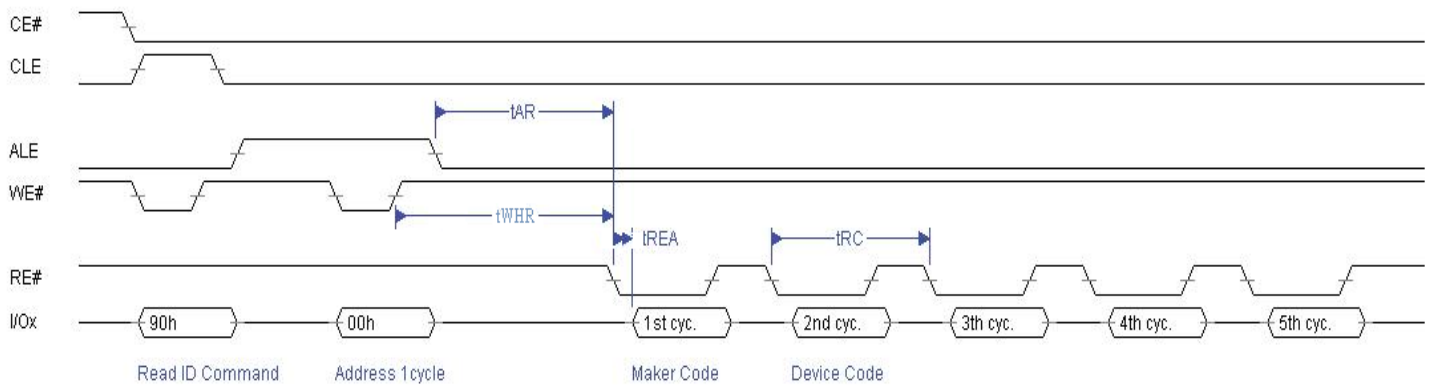 CE#
CLE
tAR
ALE
WE#
tWHR
tREA
tRC
RE#
I/Ox
90h
00h
1st cyc.
2nd cyc.
3th cyc.
4th cyc.
5th cyc.
Read ID Command
Address 1cycle
Maker Code
Device Code